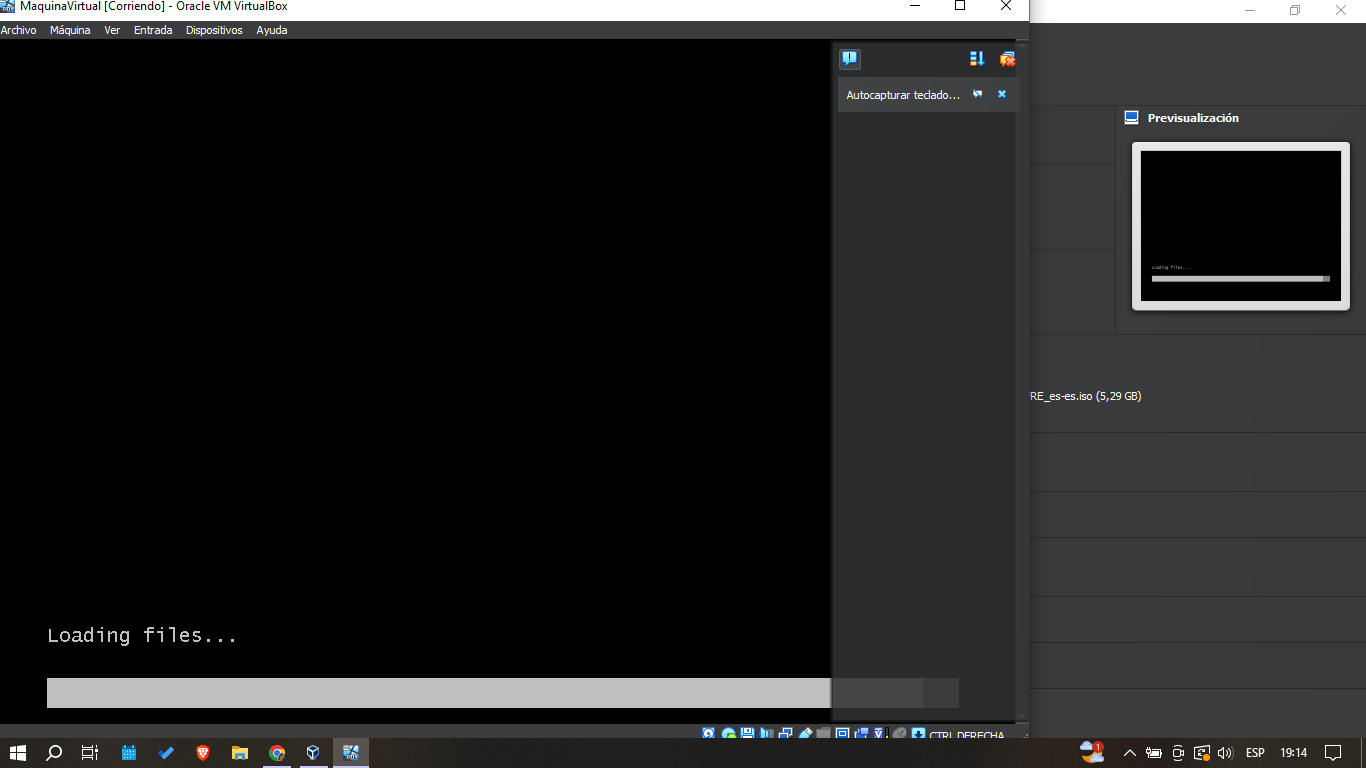 MaquinaVirtual [Corriendo] - Oracle VM VirtualBox
Archivo Máquina Ver Entrada Dispositivos Ayuda
Autocapturar teclado...
Previsualización
Loading files...
RE_es-es.iso (5,29 GB)
Loading files...
CTRL DERECHA
1
ESP 19:14